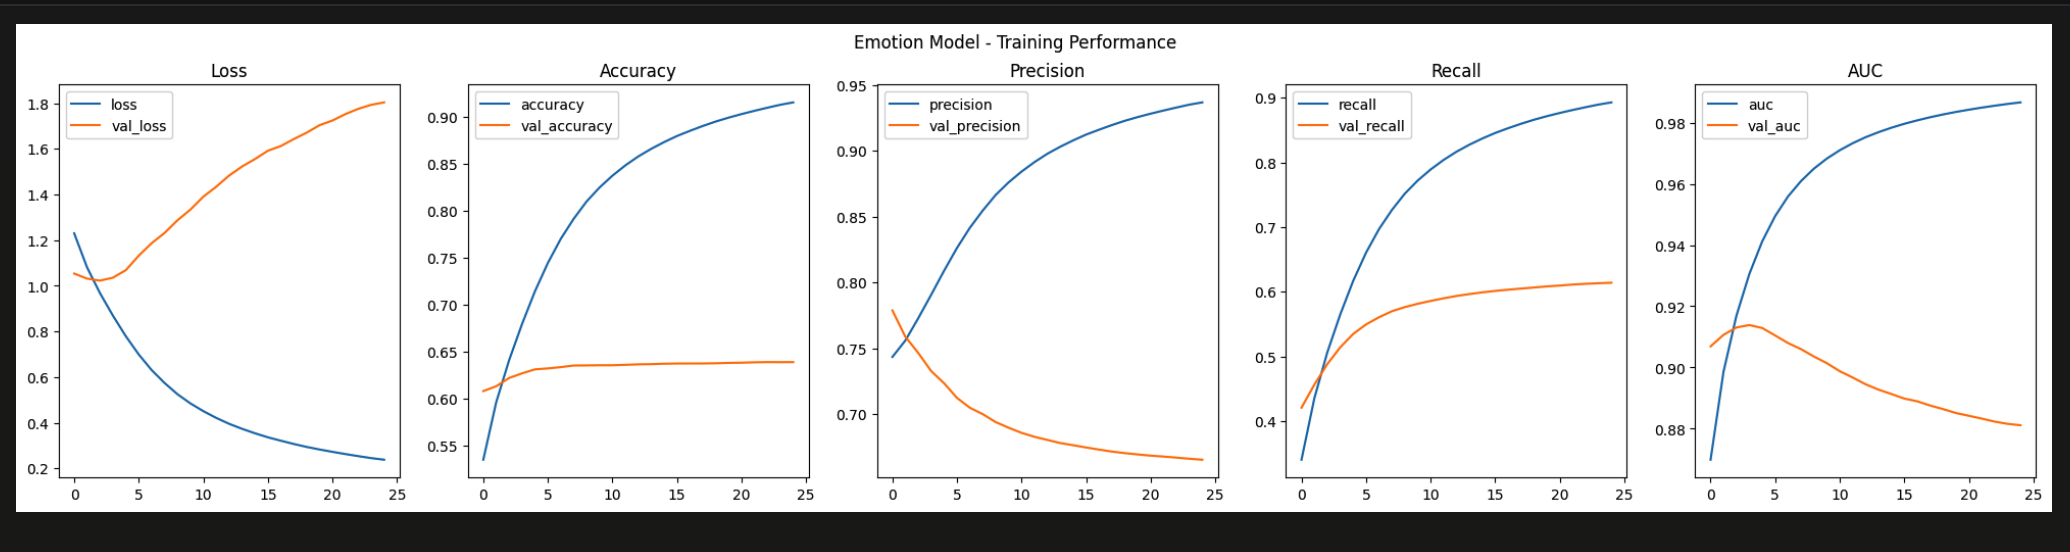 Emotion Model - Training Performance
Loss
loss
val_loss
1.8
1.6
1.4
1.2
1.0
0.8
0.6
0.4
0.2
0 5 10 15 20 25
Accuracy
accuracy
val_accuracy
0.90
0.85
0.80
0.75
0.70
0.65
0.60
0.55
0 5 10 15 20 25
Precision
precision
val_precision
0.95
0.90
0.85
0.80
0.75
0.70
0 5 10 15 20 25
Recall
recall
val_recall
0.9
0.8
0.7
0.6
0.5
0.4
0 5 10 15 20 25
AUC
auc
val_auc
0.98
0.96
0.94
0.92
0.90
0.88
0 5 10 15 20 25